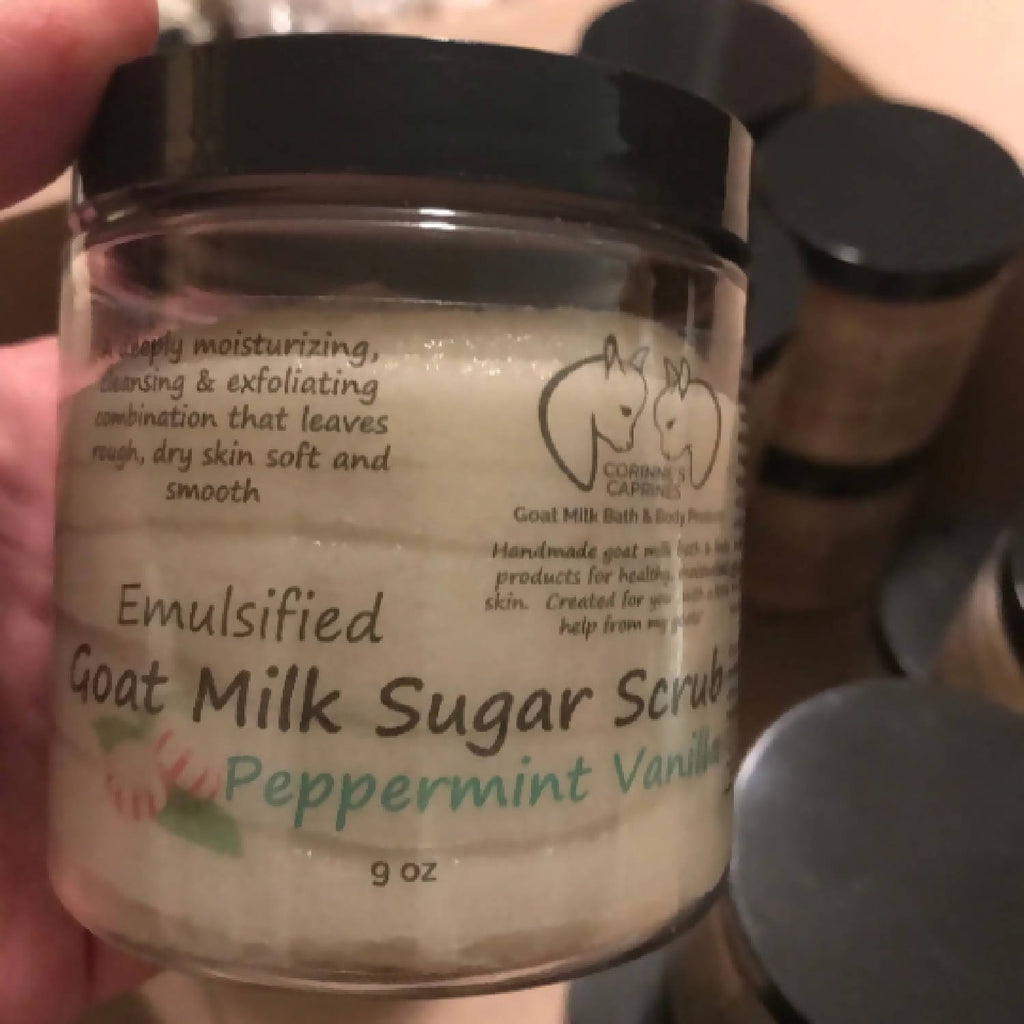 A deeply moisturizing,
cleansing & exfoliating
combination that leaves
rough, dry skin soft and
smooth
CORINNE'S
CAPRINES
Goat Milk Bath & Body
Handmade goat milk bath &
products for healthy,
skin. Created for you with
help from my
Emulsified
Goat Milk Sugar Scrub
Peppermint Vanilla
9 oz